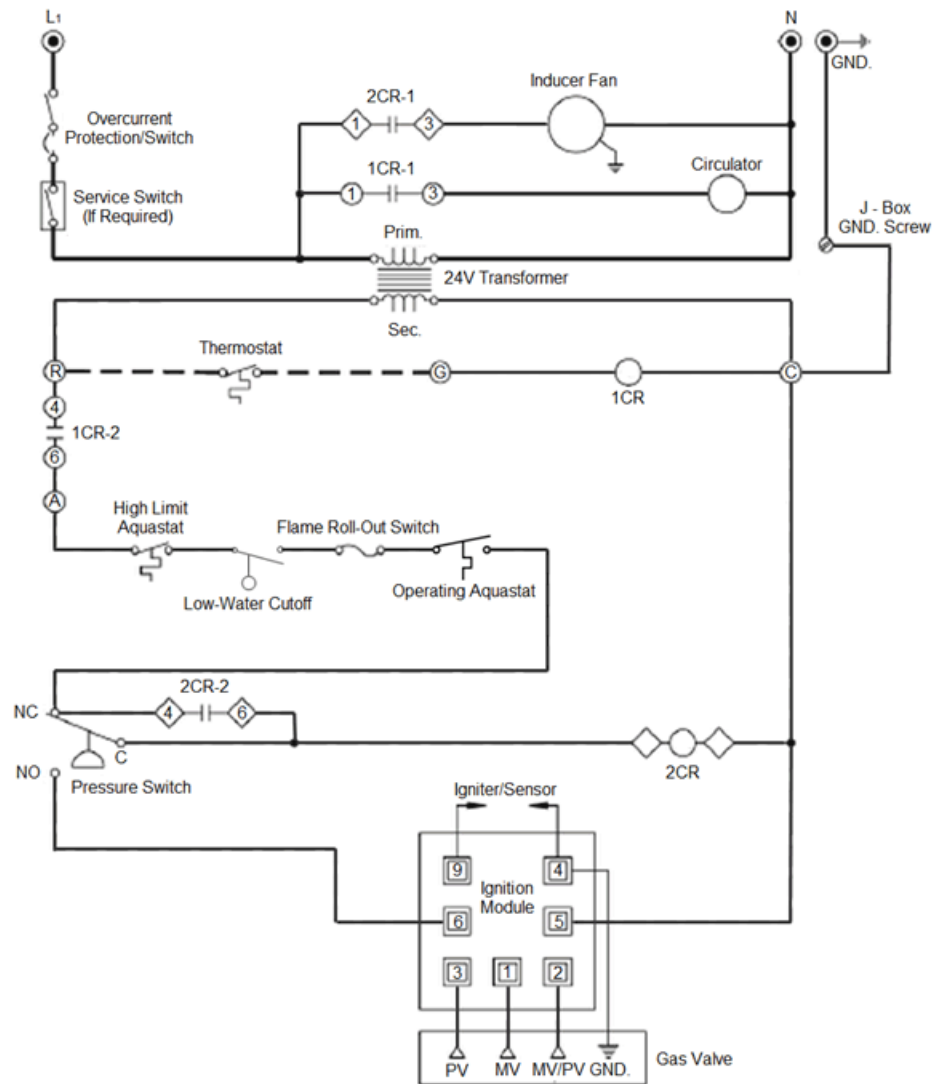 L1
N
GND.
Inducer Fan
2CR-1
1
3
Overcurrent
Protection/Switch
1CR-1
Circulator
1
3
Service Switch
(If Required)
J - Box
GND. Screw
Prim.
24V Transformer
Sec.
Thermostat
R
G
C
1CR
4
1CR-2
6
A
High Limit
Aquastat
Flame Roll-Out Switch
Low-Water Cutoff
Operating Aquastat
2CR-2
NC
4
6
C
2CR
NO
Pressure Switch
Igniter/Sensor
9
4
Ignition
Module
6
5
3
1
2
PV
MV
MV/PV
GND.
Gas Valve